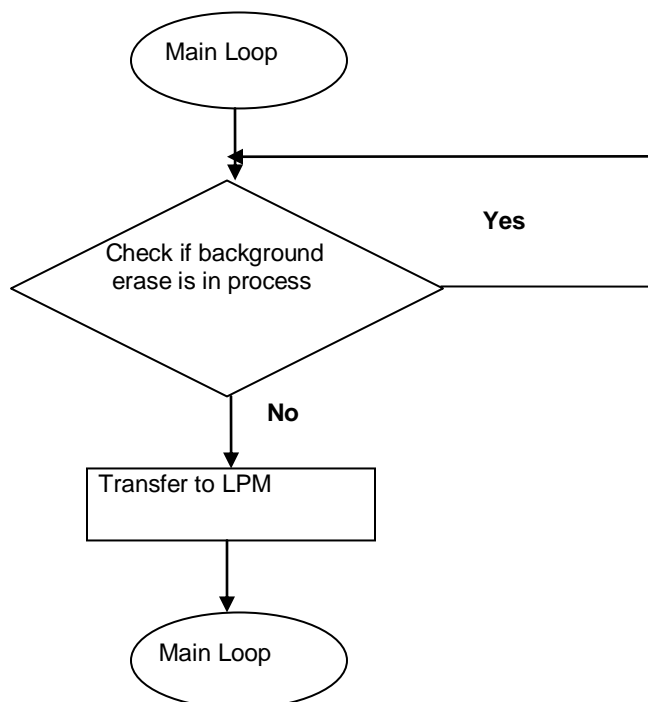 Main Loop
Yes
Check if background
erase is in process
No
Transfer to LPM
Main Loop